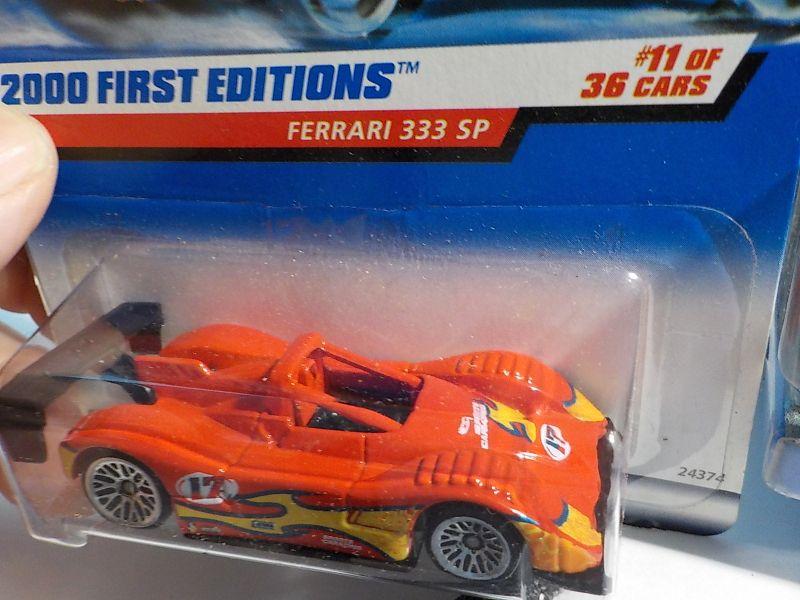 2000 FIRST EDITIONS™
#11 OF
36 CARS
FERRARI 333 SP
24374
17
17